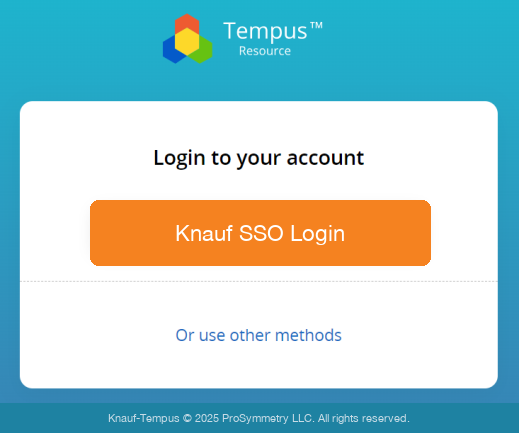 Tempus™
Resource
Login to your account
Knauf SSO Login
Or use other methods
Knauf-Tempus © 2025 ProSymmetry LLC. All rights reserved.